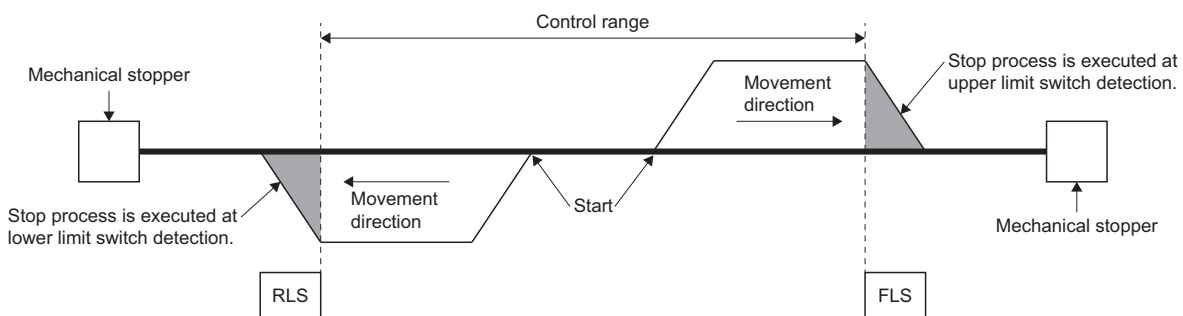 Control range
Mechanical stopper
Movement
direction
Stop process is executed at
upper limit switch detection.
Stop process is executed at
lower limit switch detection.
Movement
direction
Start
Mechanical stopper
RLS
FLS